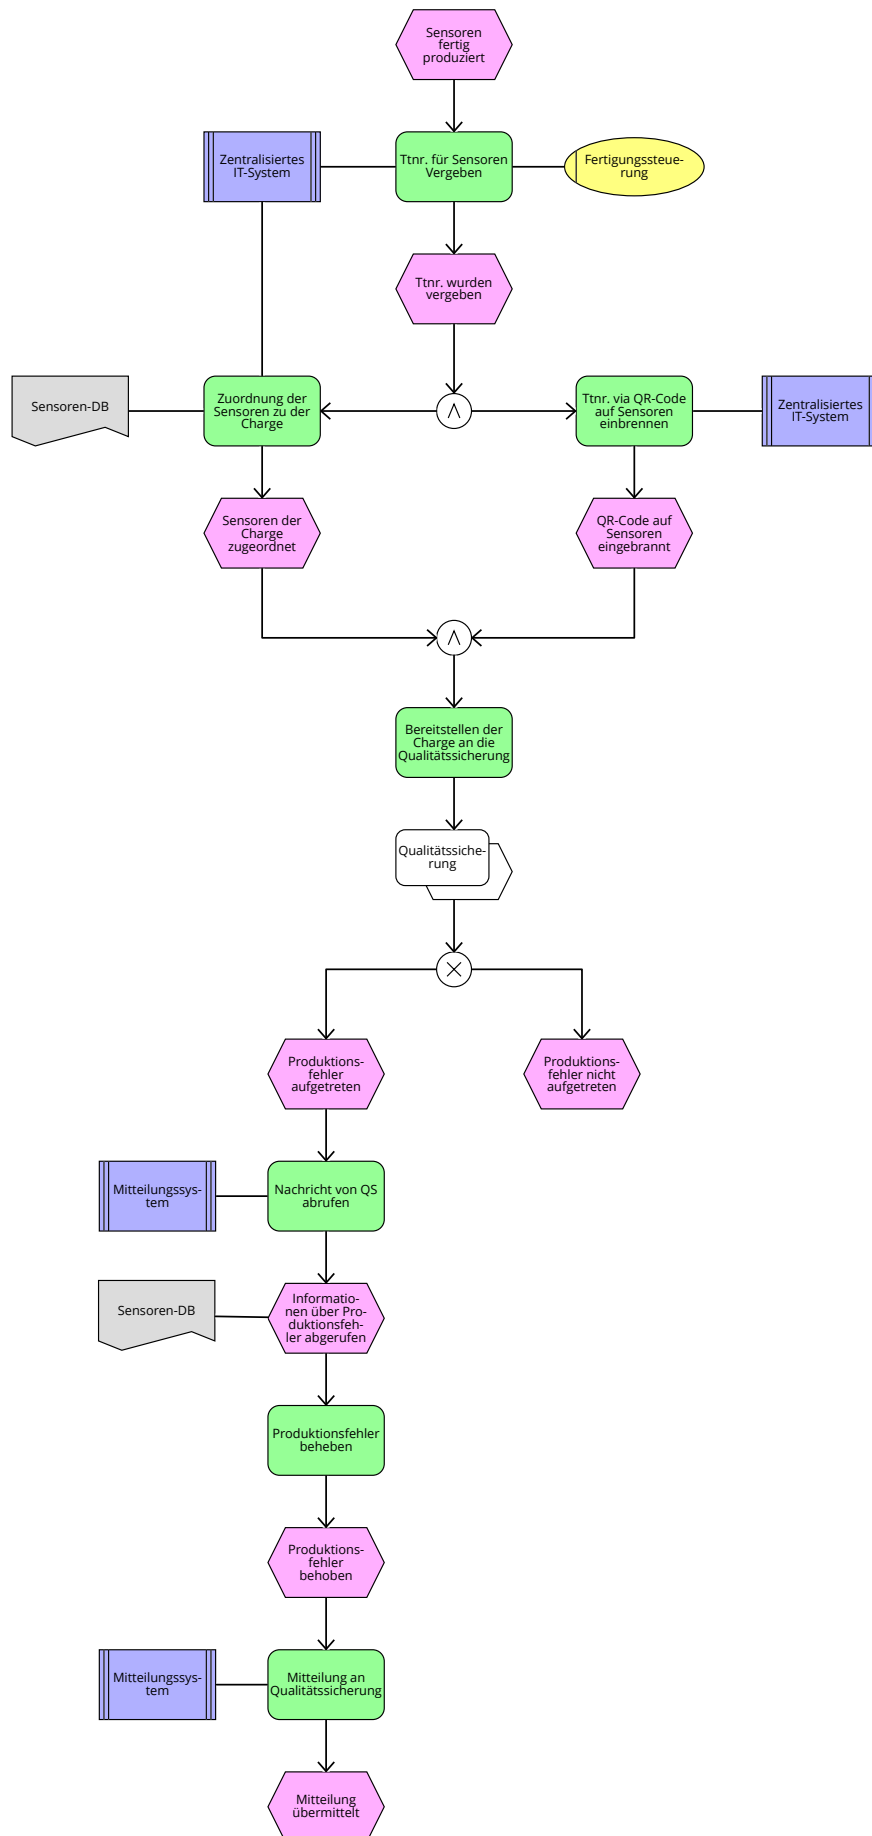 Sensoren
fertig
produziert
Zentralisiertes
IT-System
Ttnr. für Sensoren
Vergeben
Fertigungssteue-
rung
Ttnr. wurden
vergeben
Sensoren-DB
Zuordnung der
Sensoren zu der
Charge
Ttnr. via QR-Code
auf Sensoren
einbrennen
Zentralisiertes
IT-System
Sensoren der
Charge
zugeordnet
QR-Code auf
Sensoren
eingebrannt
Bereitstellen der
Charge an die
Qualitätssicherung
Qualitätssiche-
rung
Produktions-
fehler
aufgetreten
Produktions-
fehler nicht
aufgetreten
Mitteilungssys-
tem
Nachricht von QS
abrufen
Sensoren-DB
Informatio-
nen über Pro-
duktionsfeh-
ler abgerufen
Produktionsfehler
beheben
Produktions-
fehler
behoben
Mitteilungssys-
tem
Mitteilung an
Qualitätssicherung
Mitteilung
übermittelt